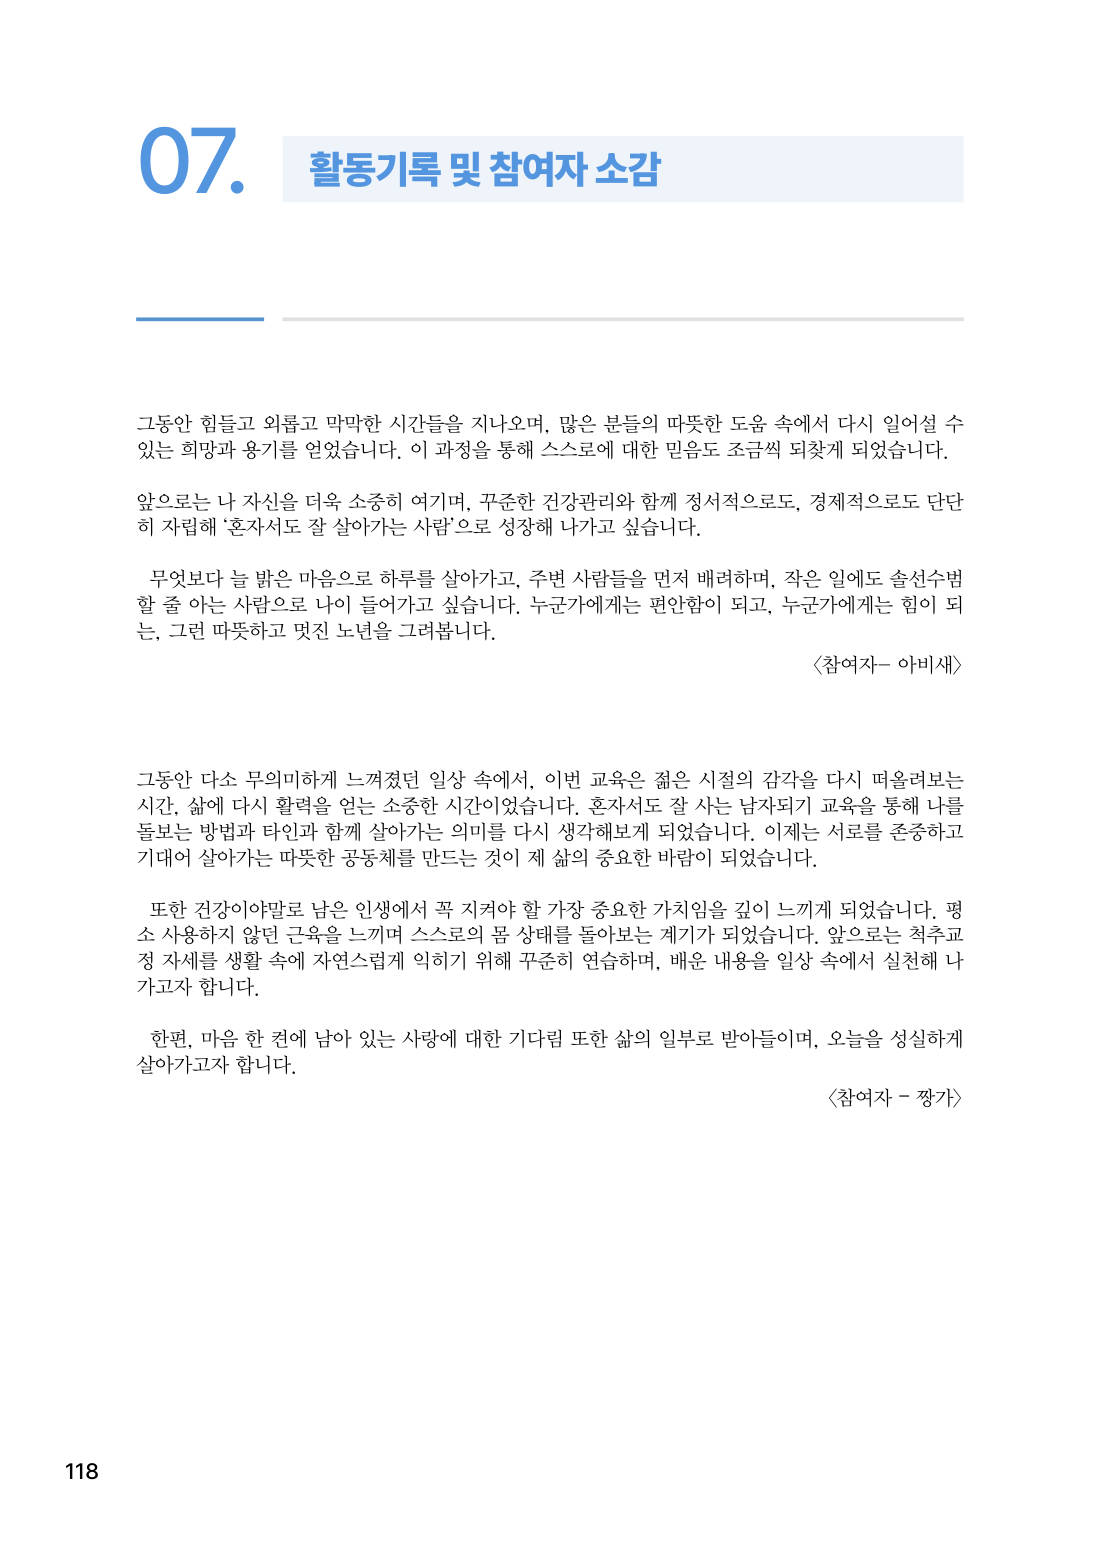 07.
활동기록 및 참여자 소감
그동안 힘들고 외롭고 막막한 시간들을 지나오며, 많은 분들의 따뜻한 도움 속에서 다시 일어설 수
있는 희망과 용기를 얻었습니다. 이 과정을 통해 스스로에 대한 믿음도 조금씩 되찾게 되었습니다.
앞으로는 나 자신을 더욱 소중히 여기며, 꾸준한 건강관리와 함께 정서적으로도, 경제적으로도 단단
히 자립해 ‘혼자서도 잘 살아가는 사람’으로 성장해 나가고 싶습니다.
무엇보다 늘 밝은 마음으로 하루를 살아가고, 주변 사람들을 먼저 배려하며, 작은 일에도 솔선수범
할 줄 아는 사람으로 나이 들어가고 싶습니다. 누군가에게는 편안함이 되고, 누군가에게는 힘이 되
는, 그런 따뜻하고 멋진 노년을 그려봅니다.
〈참여자– 아비새〉
그동안 다소 무의미하게 느껴졌던 일상 속에서, 이번 교육은 젊은 시절의 감각을 다시 떠올려보는
시간, 삶에 다시 활력을 얻는 소중한 시간이었습니다. 혼자서도 잘 사는 남자되기 교육을 통해 나를
돌보는 방법과 타인과 함께 살아가는 의미를 다시 생각해보게 되었습니다. 이제는 서로를 존중하고
기대어 살아가는 따뜻한 공동체를 만드는 것이 제 삶의 중요한 바람이 되었습니다.
또한 건강이야말로 남은 인생에서 꼭 지켜야 할 가장 중요한 가치임을 깊이 느끼게 되었습니다. 평
소 사용하지 않던 근육을 느끼며 스스로의 몸 상태를 돌아보는 계기가 되었습니다. 앞으로는 척추교
정 자세를 생활 속에 자연스럽게 익히기 위해 꾸준히 연습하며, 배운 내용을 일상 속에서 실천해 나
가고자 합니다.
한편, 마음 한 켠에 남아 있는 사랑에 대한 기다림 또한 삶의 일부로 받아들이며, 오늘을 성실하게
살아가고자 합니다.
〈참여자 – 짱가〉
118